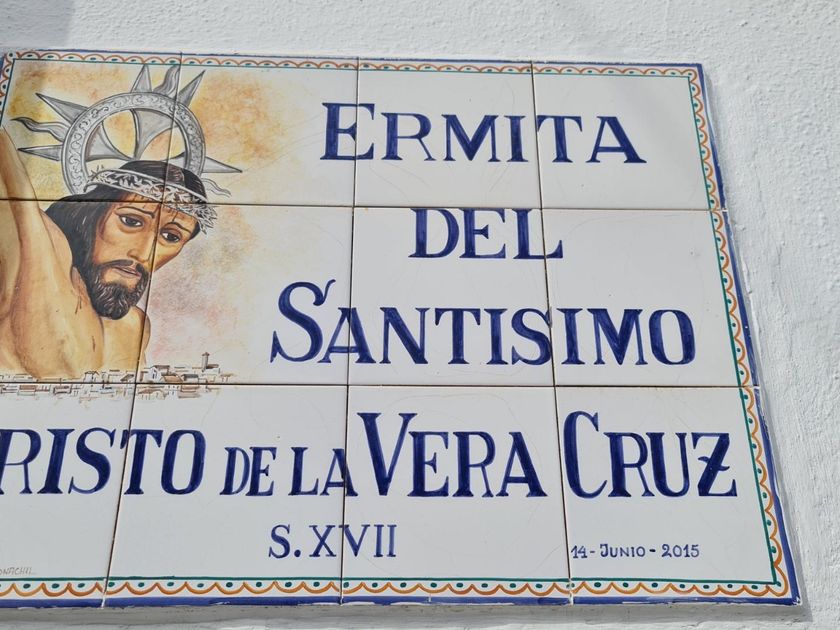 ERMITA
DEL
SANTISIMO
RISTO DE LA VERA CRUZ
S. XVII
14-JUNIO-2015